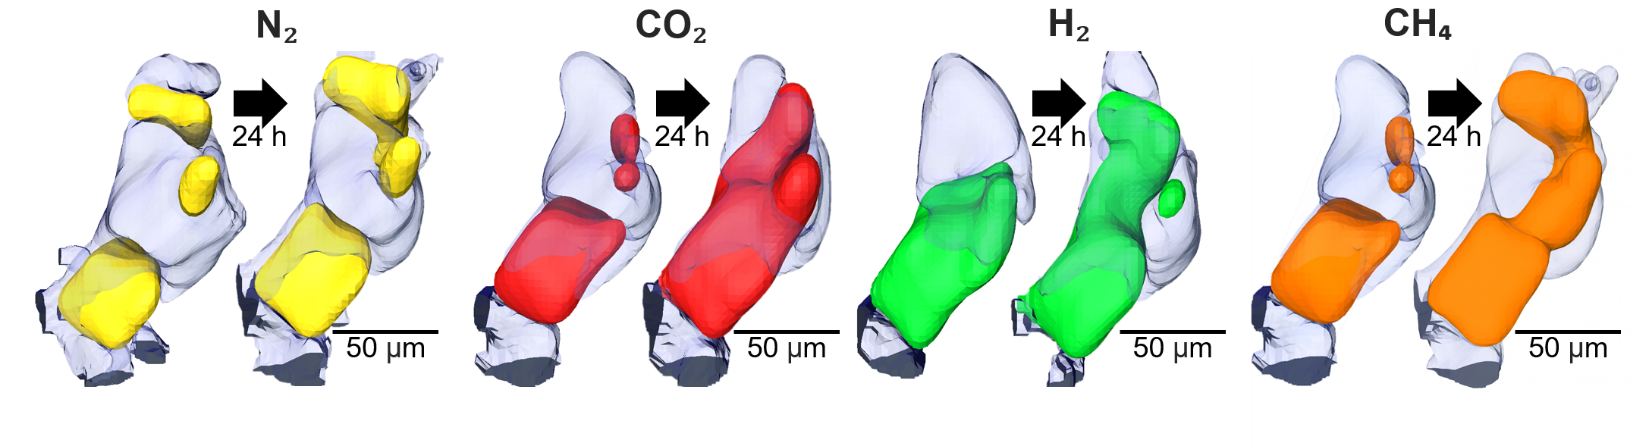 N₂ CO₂ H₂ CH₄
24 h 24 h 24 h 24 h
50 µm 50 µm 50 µm 50 µm